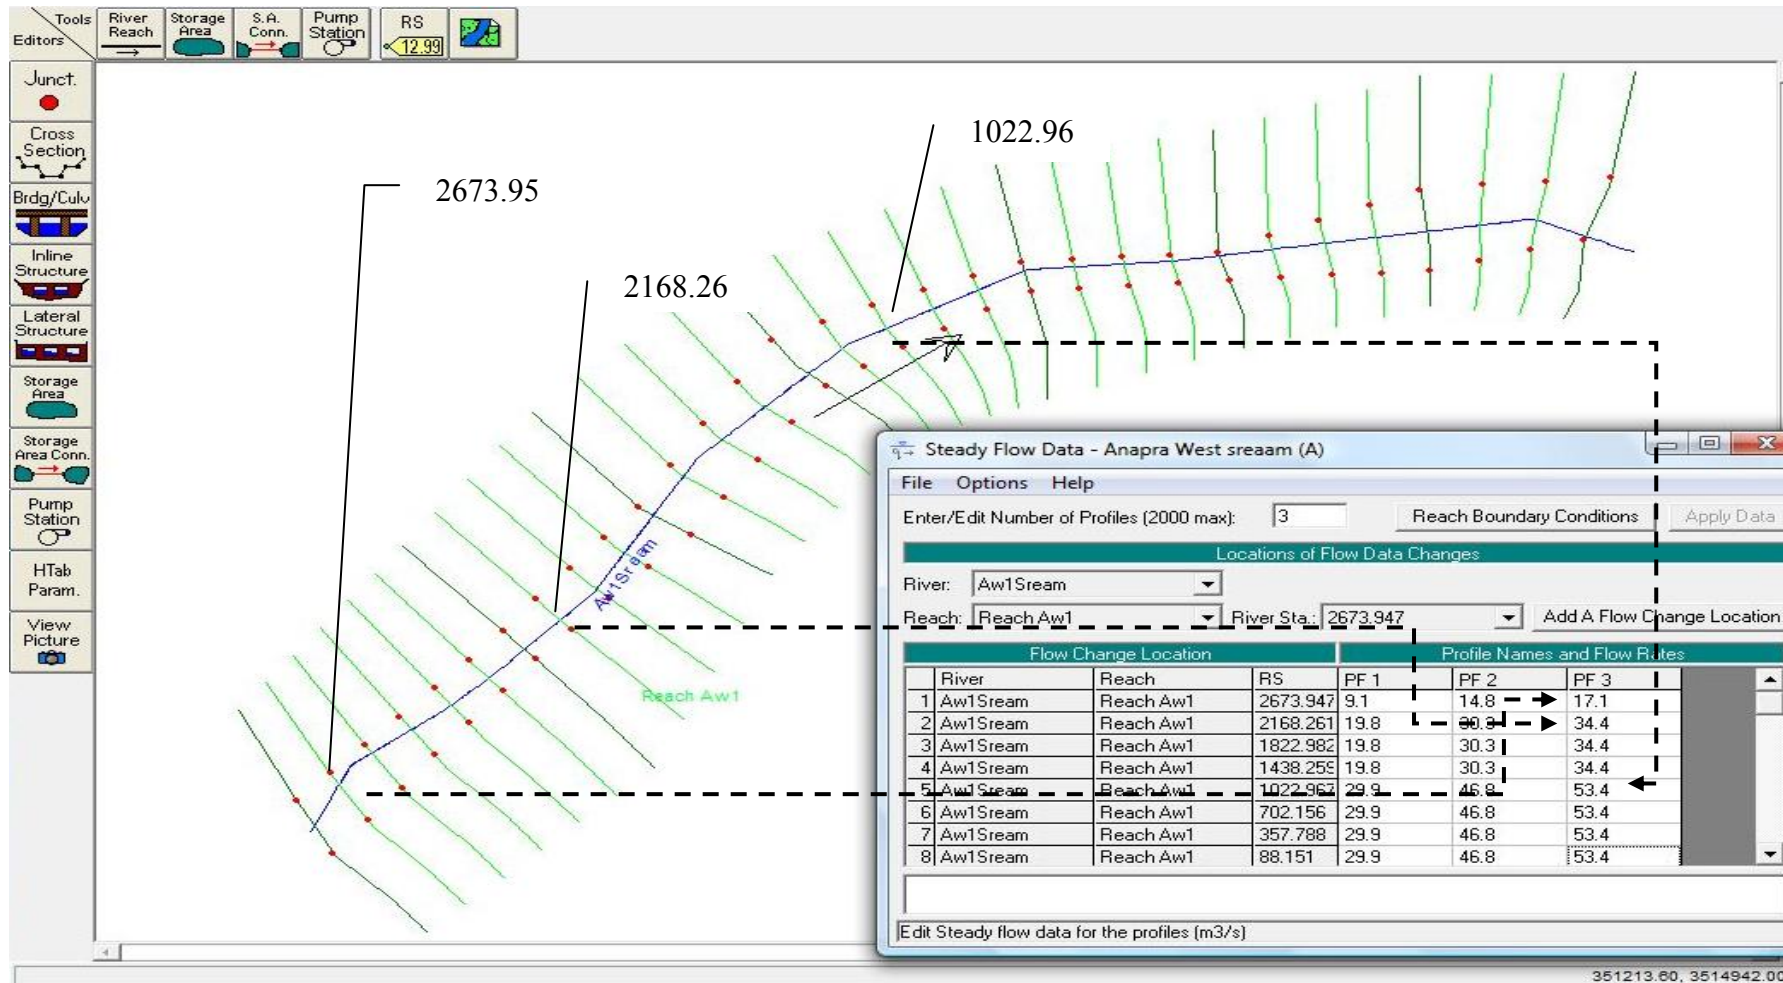 Tools
Editors
River Reach
Storage Area
S.A. Conn.
Pump Station
RS
12.99
Junct.
Cross Section
Brdg/Culv
Inline Structure
Lateral Structure
Storage Area
Storage Area Conn.
Pump Station
HTab Param.
View Picture
1022.96
2673.95
2168.26
Aw1Sream
Reach Aw1
Steady Flow Data - Anapra West sreaam (A)
File Options Help
Enter/Edit Number of Profiles (2000 max): 3 Reach Boundary Conditions Apply Data
Locations of Flow Data Changes
River: Aw1Sream
Reach: Reach Aw1 River Sta.: 2673.947 Add A Flow Change Location
Flow Change Location Profile Names and Flow Rates
River Reach RS PF 1 PF 2 PF 3
1 Aw1Sream Reach Aw1 2673.947 9.1 14.8 17.1
2 Aw1Sream Reach Aw1 2168.261 19.8 30.3 34.4
3 Aw1Sream Reach Aw1 1822.982 19.8 30.3 34.4
4 Aw1Sream Reach Aw1 1438.259 19.8 30.3 34.4
5 Aw1Sream Reach Aw1 1022.967 29.9 46.8 53.4
6 Aw1Sream Reach Aw1 702.156 29.9 46.8 53.4
7 Aw1Sream Reach Aw1 357.788 29.9 46.8 53.4
8 Aw1Sream Reach Aw1 88.151 29.9 46.8 53.4
Edit Steady flow data for the profiles (m3/s)
351213.60, 3514942.00